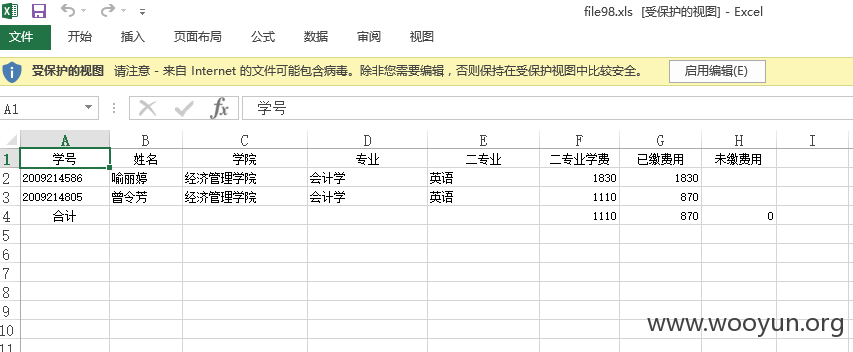 file98.xls [受保护的视图] - Excel
文件 开始 插入 页面布局 公式 数据 审阅 视图
受保护的视图 请注意 - 来自 Internet 的文件可能包含病毒。除非您需要编辑，否则保持在受保护视图中比较安全。 启用编辑(E)
A1 fx 学号
A B C D E F G H I
1 学号 姓名 学院 专业 二专业 二专业学费 已缴费用 未缴费用
2 2009214586 喻丽婷 经济管理学院 会计学 英语 1830 1830
3 2009214805 曾令芳 经济管理学院 会计学 英语 1110 870
4 合计 1110 870 0
5
6
7
8
9
10
11
www.wooyun.org